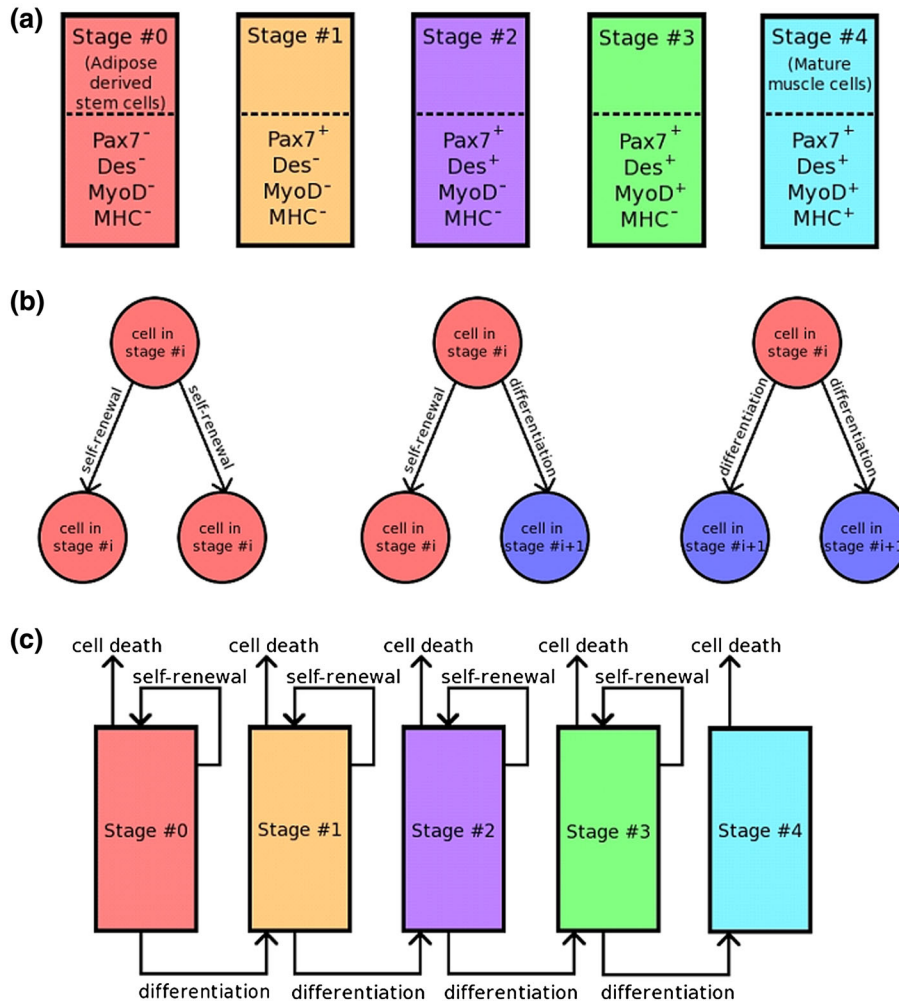 (a)
Stage #0
(Adipose
derived
stem cells)
Pax7⁻
Des⁻
MyoD⁻
MHC⁻
Stage #1
Pax7⁺
Des⁻
MyoD⁻
MHC⁻
Stage #2
Pax7⁺
Des⁺
MyoD⁻
MHC⁻
Stage #3
Pax7⁺
Des⁺
MyoD⁺
MHC⁻
Stage #4
(Mature
muscle cells)
Pax7⁺
Des⁺
MyoD⁺
MHC⁺
(b)
cell in
stage #i
self-renewal
self-renewal
cell in
stage #i
cell in
stage #i
cell in
stage #i
self-renewal
differentiation
cell in
stage #i
cell in
stage #i+1
cell in
stage #i
differentiation
differentiation
cell in
stage #i+1
cell in
stage #i+1
(c)
cell death
cell death
cell death
cell death
cell death
self-renewal
self-renewal
self-renewal
self-renewal
Stage #0
Stage #1
Stage #2
Stage #3
Stage #4
differentiation
differentiation
differentiation
differentiation